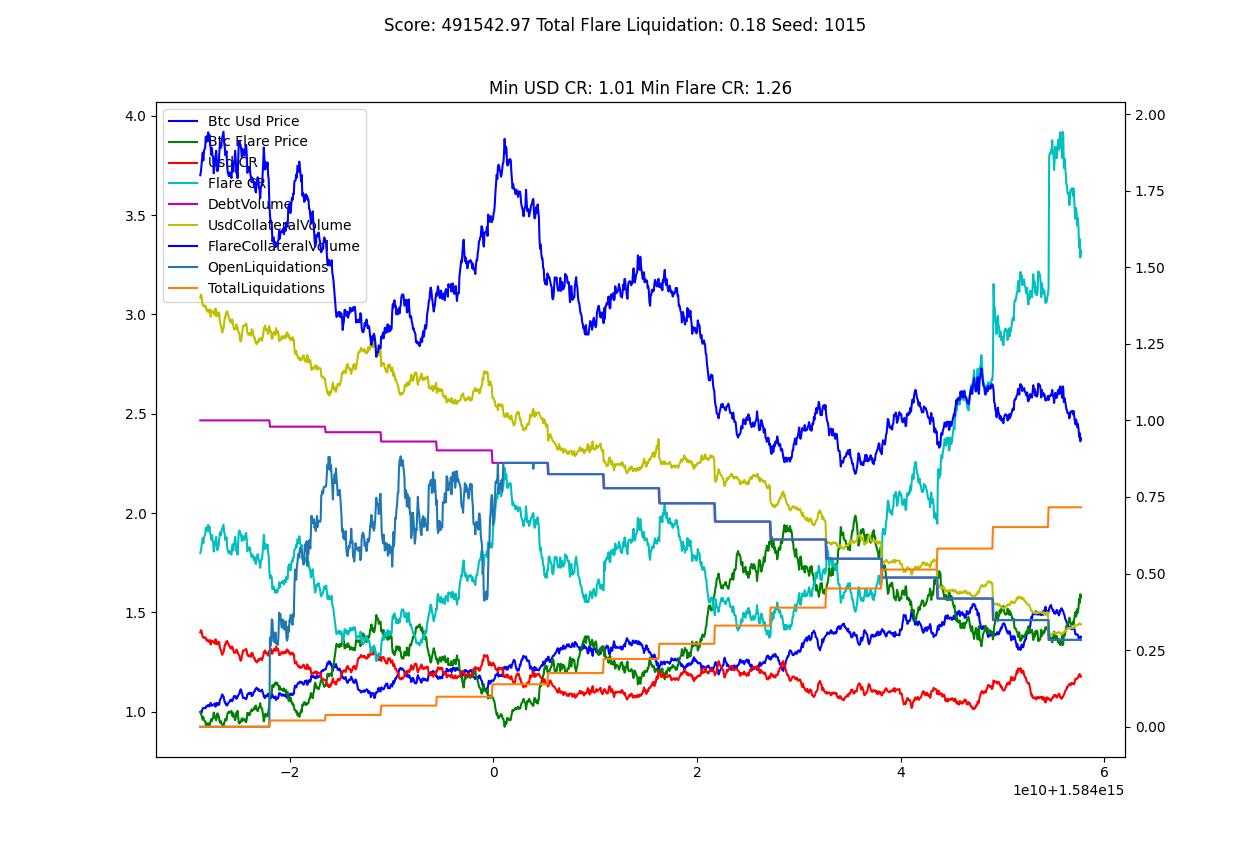 Score: 491542.97 Total Flare Liquidation: 0.18 Seed: 1015
Min USD CR: 1.01 Min Flare CR: 1.26
Btc Usd Price
Btc Flare Price
Usd CR
Flare CR
DebtVolume
UsdCollateralVolume
FlareCollateralVolume
OpenLiquidations
TotalLiquidations
4.0
3.5
3.0
2.5
2.0
1.5
1.0
2.00
1.75
1.50
1.25
1.00
0.75
0.50
0.25
0.00
−2 0 2 4 6
1e10+1.584e15